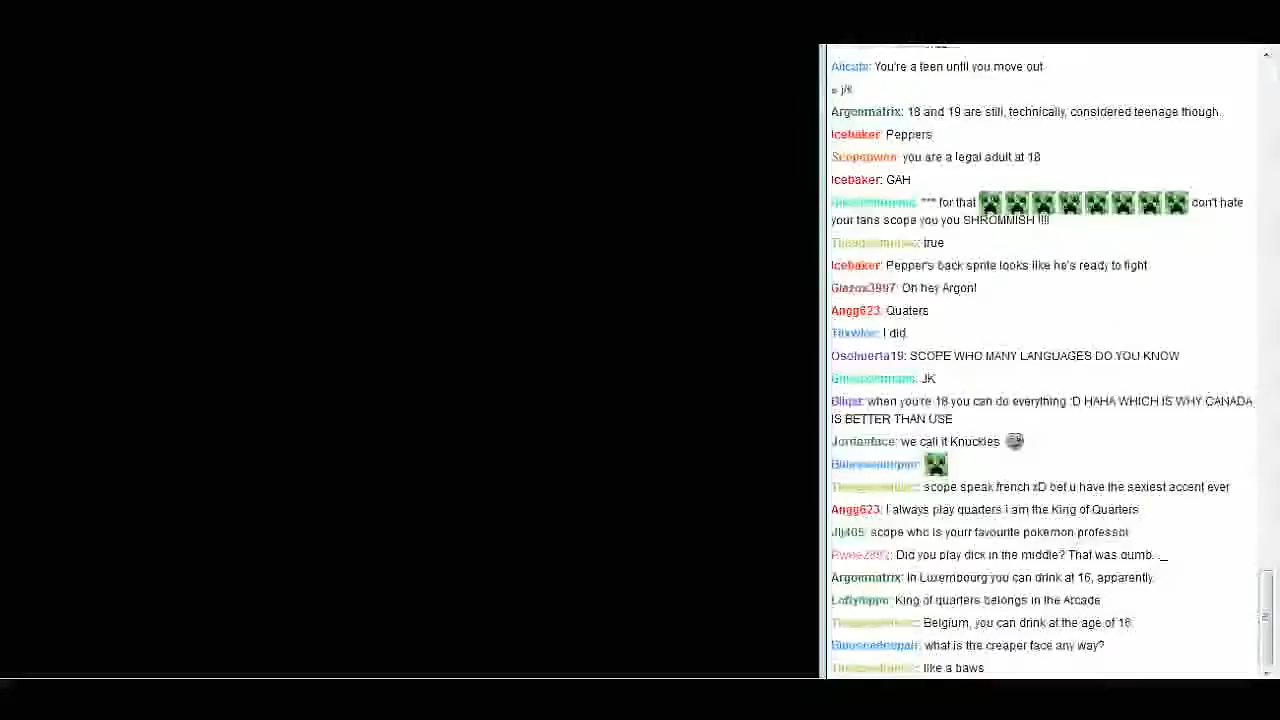 You're a teen until you move out
» j/k
Argonmatrix: 18 and 19 are still, technically, considered teenage though.
Icebaker: Peppers
you are a legal adult at 18
Icebaker: GAH
*** for that don't hate
your fans scope you you SHROMMISH !!!!
true
Icebaker: Pepper's back sprite looks like he's ready to fight
Oh hey Argon!
Angg623: Quaters
I did.
Osohuerta19: SCOPE WHO MANY LANGUAGES DO YOU KNOW
JK
when you're 18 you can do everything :D HAHA WHICH IS WHY CANADA
IS BETTER THAN USE
Jordanface: we call it Knuckles
scope speak french xD bet u have the sexiest accent ever
Angg623: I always play quarters I am the King of Quarters
Jlj405: scope who is yourr favourite pokemon professor
Did you play dick in the middle? That was dumb. ._.
Argonmatrix: In Luxembourg you can drink at 16, apparently.
King of quarters belongs in the Arcade
Belgium, you can drink at the age of 16
what is the creaper face any way?
like a baws